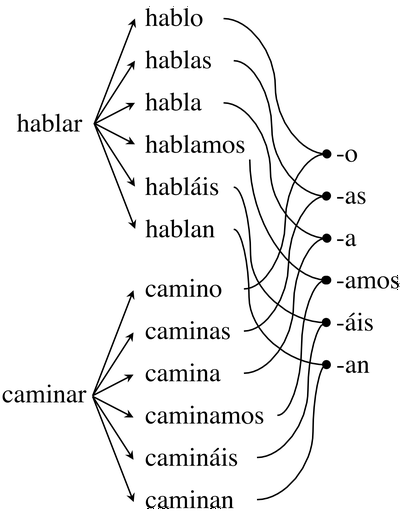 hablo
hablas
habla
hablar
hablamos
habláis
hablan
-o
-as
-a
-amos
-áis
-an
camino
caminas
camina
caminar
caminamos
camináis
caminan